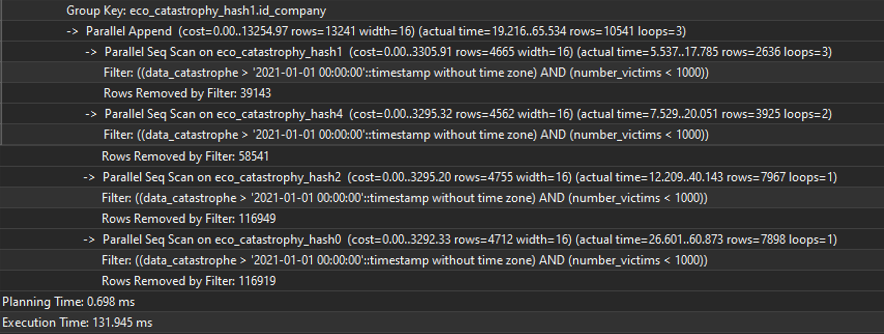 Group Key: eco_catastrophy_hash1.id_company
-> Parallel Append (cost=0.00..13254.97 rows=13241 width=16) (actual time=19.216..65.534 rows=10541 loops=3)
-> Parallel Seq Scan on eco_catastrophy_hash1 (cost=0.00..3305.91 rows=4665 width=16) (actual time=5.537..17.785 rows=2636 loops=3)
Filter: ((data_catastrophe > '2021-01-01 00:00:00'::timestamp without time zone) AND (number_victims < 1000))
Rows Removed by Filter: 39143
-> Parallel Seq Scan on eco_catastrophy_hash4 (cost=0.00..3295.32 rows=4562 width=16) (actual time=7.529..20.051 rows=3925 loops=2)
Filter: ((data_catastrophe > '2021-01-01 00:00:00'::timestamp without time zone) AND (number_victims < 1000))
Rows Removed by Filter: 58541
-> Parallel Seq Scan on eco_catastrophy_hash2 (cost=0.00..3295.20 rows=4755 width=16) (actual time=12.209..40.143 rows=7967 loops=1)
Filter: ((data_catastrophe > '2021-01-01 00:00:00'::timestamp without time zone) AND (number_victims < 1000))
Rows Removed by Filter: 116949
-> Parallel Seq Scan on eco_catastrophy_hash0 (cost=0.00..3292.33 rows=4712 width=16) (actual time=26.601..60.873 rows=7898 loops=1)
Filter: ((data_catastrophe > '2021-01-01 00:00:00'::timestamp without time zone) AND (number_victims < 1000))
Rows Removed by Filter: 116919
Planning Time: 0.698 ms
Execution Time: 131.945 ms